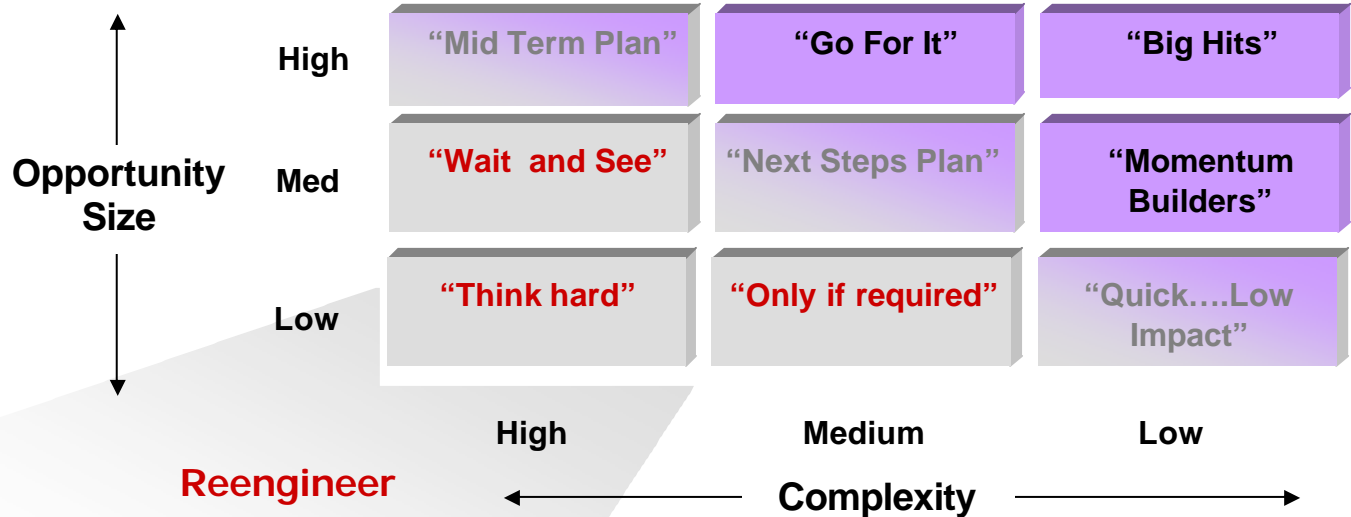 High
“Mid Term Plan”
“Go For It”
“Big Hits”
Opportunity
Size
Med
“Wait and See”
“Next Steps Plan”
“Momentum
Builders”
Low
“Think hard”
“Only if required”
“Quick….Low
Impact”
High
Medium
Low
Reengineer
Complexity